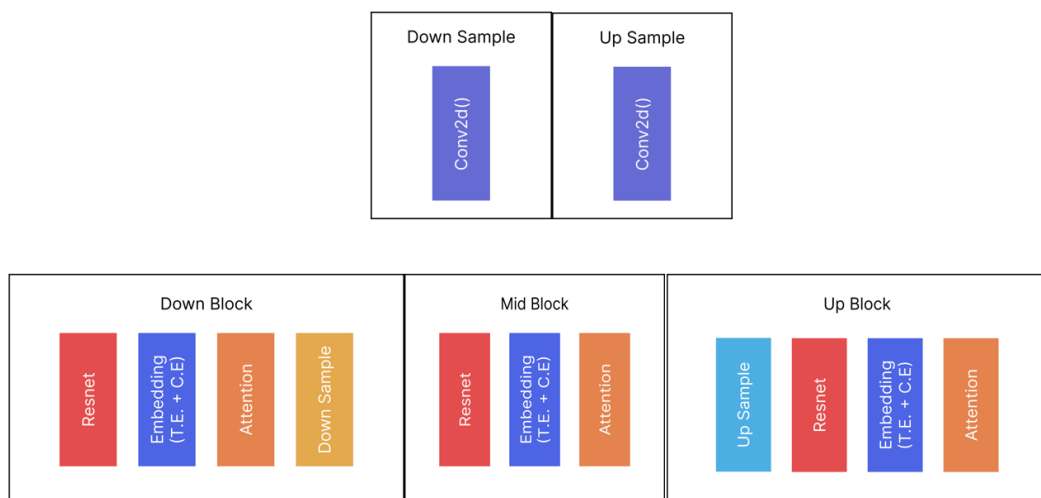 Down Sample
Conv2d()
Up Sample
Conv2d()
Down Block
Resnet
Embedding
(T.E. + C.E)
Attention
Down Sample
Mid Block
Resnet
Embedding
(T.E. + C.E)
Attention
Up Block
Up Sample
Resnet
Embedding
(T.E. + C.E)
Attention